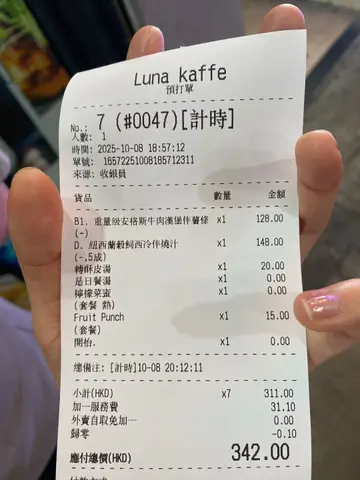 Luna kaffe
預打單
No.: 7 (#0047)[計時]
人數: 1
時間: 2025-10-08 18:57:12
單號: 16572251008185712311
來源: 收銀員
貨品 數量 金額
B1. 重量級安格斯牛肉漢堡伴薯條 x1 128.00
(-)
D. 紐西蘭穀飼西冷伴燒汁 x1 148.00
(-,5成)
轉酥皮湯 x1 20.00
是日餐湯 x1 0.00
檸檬菜蜜 x1 0.00
(套餐 熱)
Fruit Punch x1 15.00
(套餐)
開枱. x1 0.00
總備注: [計時]10-08 20:12:11
小計(HKD) x7 311.00
加一服務費 31.10
外賣自取免加一 0.00
歸零 -0.10
應付總價(HKD) 342.00